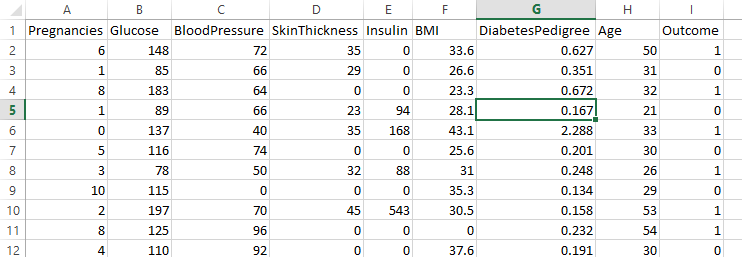 A B C D E F G H I
1 Pregnancies Glucose BloodPressure SkinThickness Insulin BMI DiabetesPedigree Age Outcome
2 6 148 72 35 0 33.6 0.627 50 1
3 1 85 66 29 0 26.6 0.351 31 0
4 8 183 64 0 0 23.3 0.672 32 1
5 1 89 66 23 94 28.1 0.167 21 0
6 0 137 40 35 168 43.1 2.288 33 1
7 5 116 74 0 0 25.6 0.201 30 0
8 3 78 50 32 88 31 0.248 26 1
9 10 115 0 0 0 35.3 0.134 29 0
10 2 197 70 45 543 30.5 0.158 53 1
11 8 125 96 0 0 0 0.232 54 1
12 4 110 92 0 0 37.6 0.191 30 0